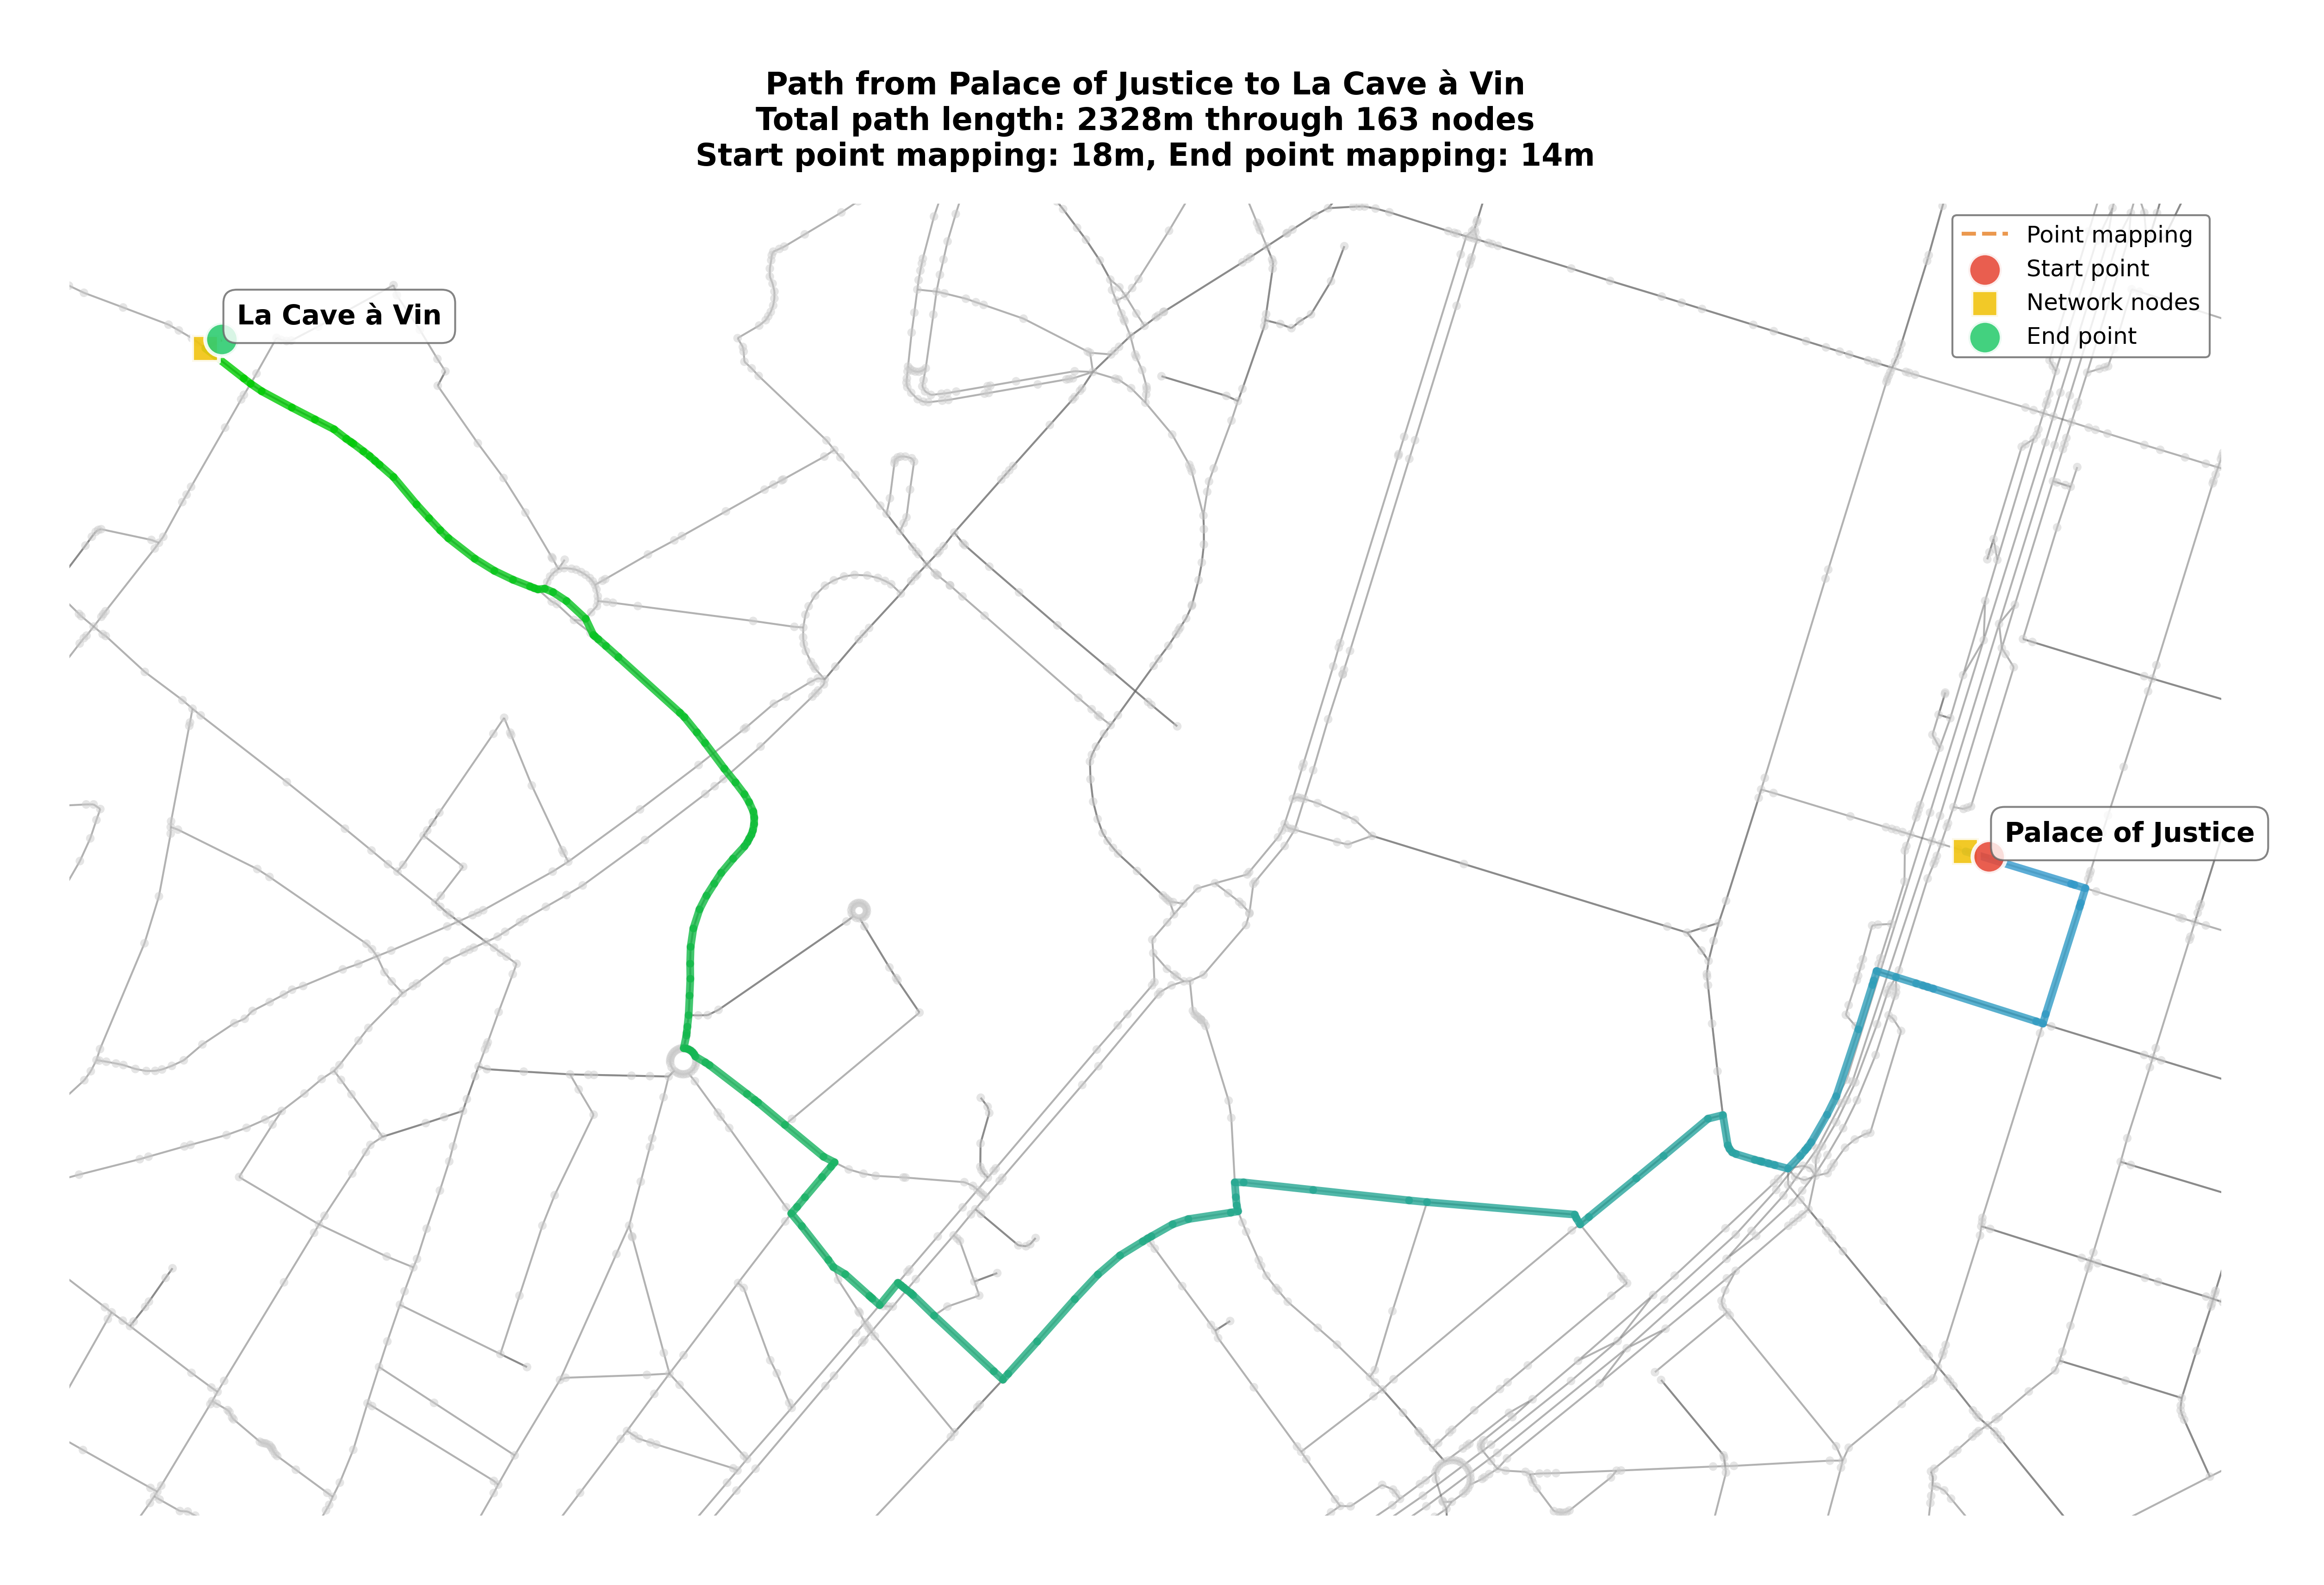 Path from Palace of Justice to La Cave à Vin
Total path length: 2328m through 163 nodes
Start point mapping: 18m, End point mapping: 14m
Point mapping
Start point
Network nodes
End point
La Cave à Vin
Palace of Justice